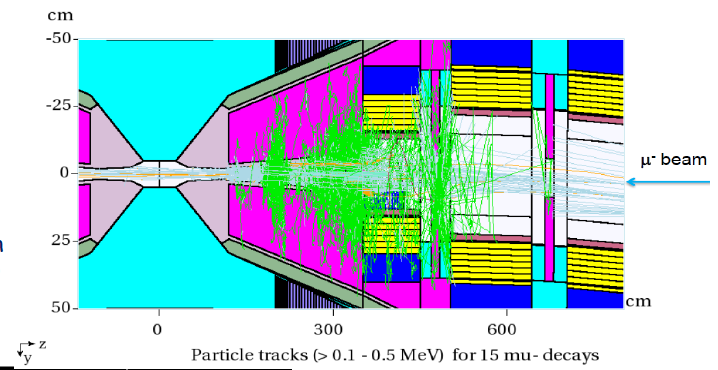 cm
-50
-25
0
25
50
μ- beam
cm
0
300
600
z
y
Particle tracks (> 0.1 - 0.5 MeV) for 15 mu- decays